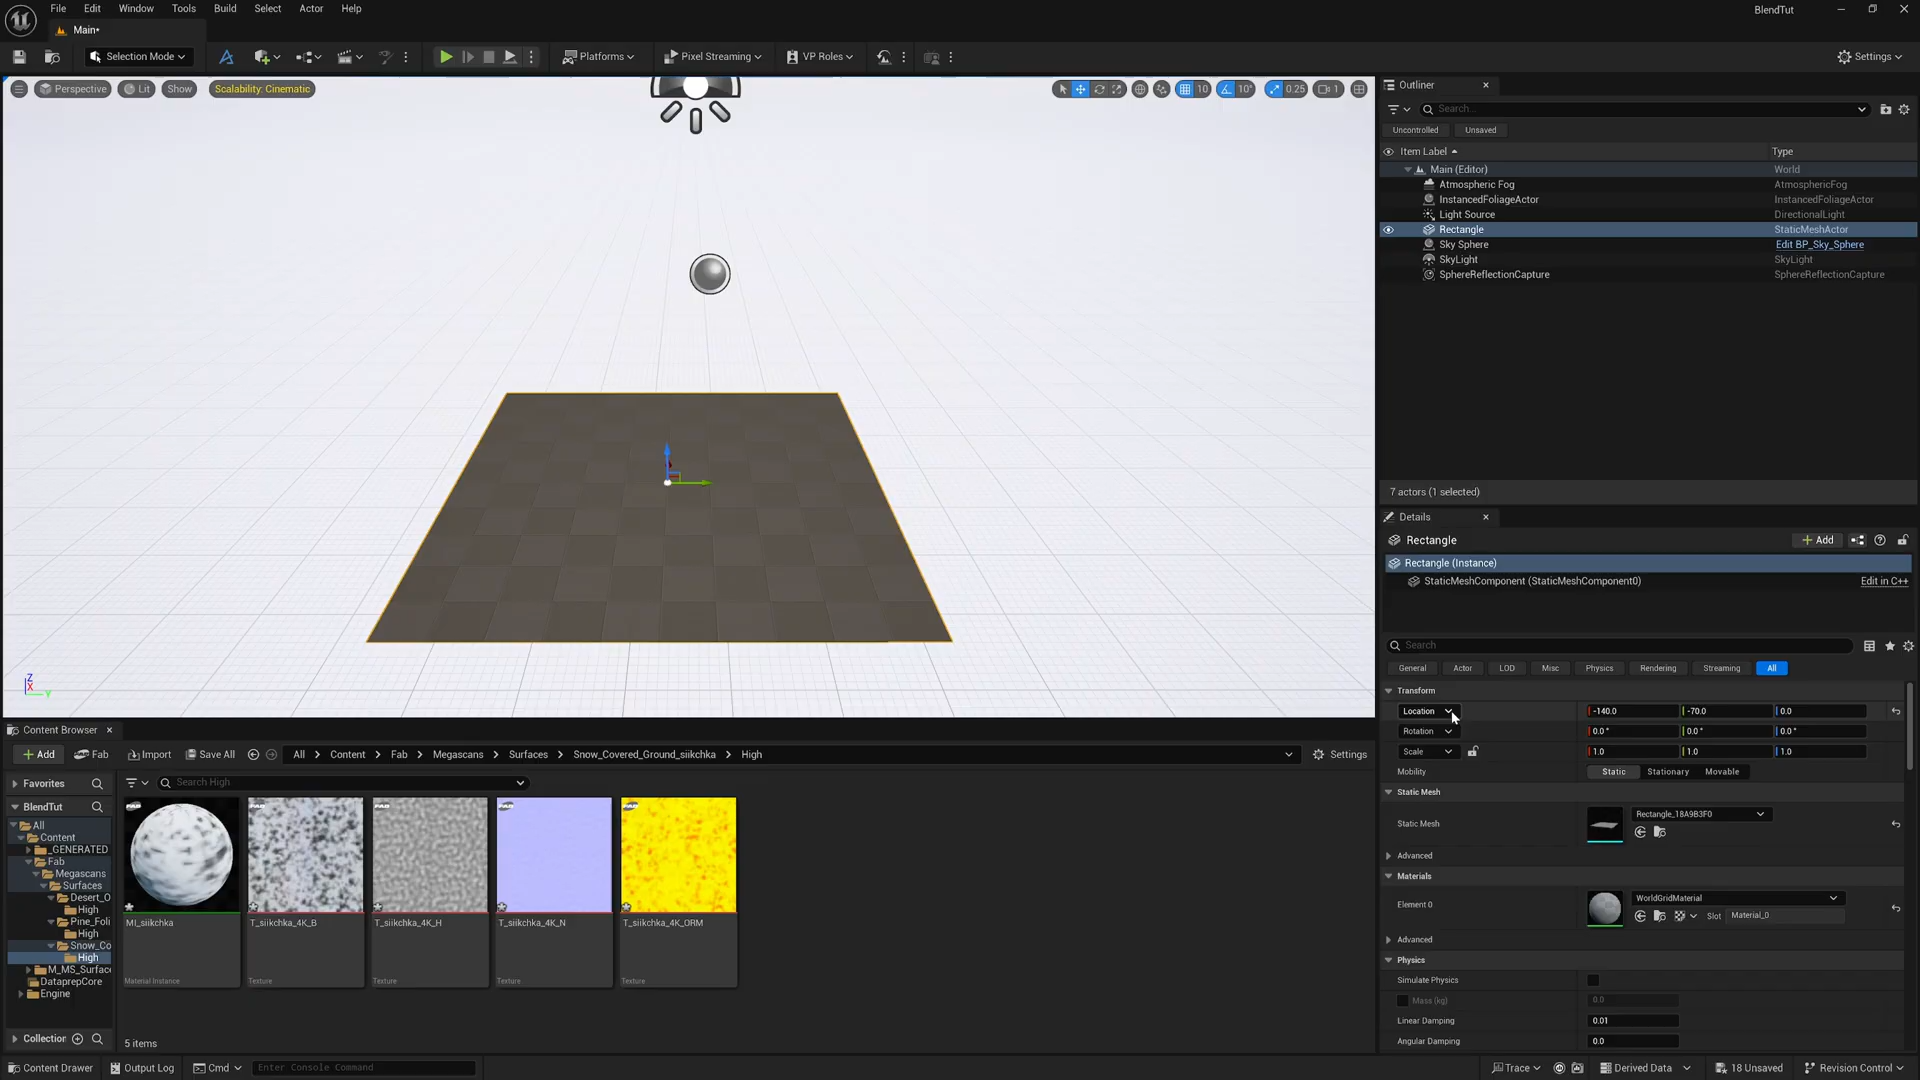 File Edit Window Tools Build Select Actor Help
BlendTut
Main*
Selection Mode
Platforms
Pixel Streaming
VP Roles
Settings
Perspective
Lit
Show
Scalability: Cinematic
10
10°
0.25
1
Outliner
Search...
Uncontrolled
Unsaved
Item Label
Type
Main (Editor) World
Atmospheric Fog AtmosphericFog
InstancedFoliageActor InstancedFoliageActor
Light Source DirectionalLight
Rectangle StaticMeshActor
Sky Sphere Edit BP_Sky_Sphere
SkyLight SkyLight
SphereReflectionCapture SphereReflectionCapture
7 actors (1 selected)
Details
Rectangle
+ Add
Rectangle (Instance)
StaticMeshComponent (StaticMeshComponent0) Edit in C++
Search
General Actor LOD Misc Physics Rendering Streaming All
Transform
Location -140.0 -70.0 0.0
Rotation 0.0° 0.0° 0.0°
Scale 1.0 1.0 1.0
Mobility Static Stationary Movable
Static Mesh
Static Mesh Rectangle_18A9B3F0
Advanced
Materials
Element 0 WorldGridMaterial
Slot Material_0
Advanced
Physics
Simulate Physics
Mass (kg) 0.0
Linear Damping 0.01
Angular Damping 0.0
Z
X
Y
Content Browser
+ Add Fab Import Save All All Content Fab Megascans Surfaces Snow_Covered_Ground_siikchka High Settings
Favorites
Search High
BlendTut
All
Content
_GENERATED
Fab
Megascans
Surfaces
Desert_O
High
Pine_Foli
High
Snow_Co
High
M_MS_Surfac
DataprepCore
Engine
Collection
FAB FAB FAB FAB FAB
MI_siikchka T_siikchka_4K_B T_siikchka_4K_H T_siikchka_4K_N T_siikchka_4K_ORM
Material Instance Texture Texture Texture Texture
5 items
Content Drawer
Output Log
Cmd
Enter Console Command
Trace
Derived Data
18 Unsaved
Revision Control